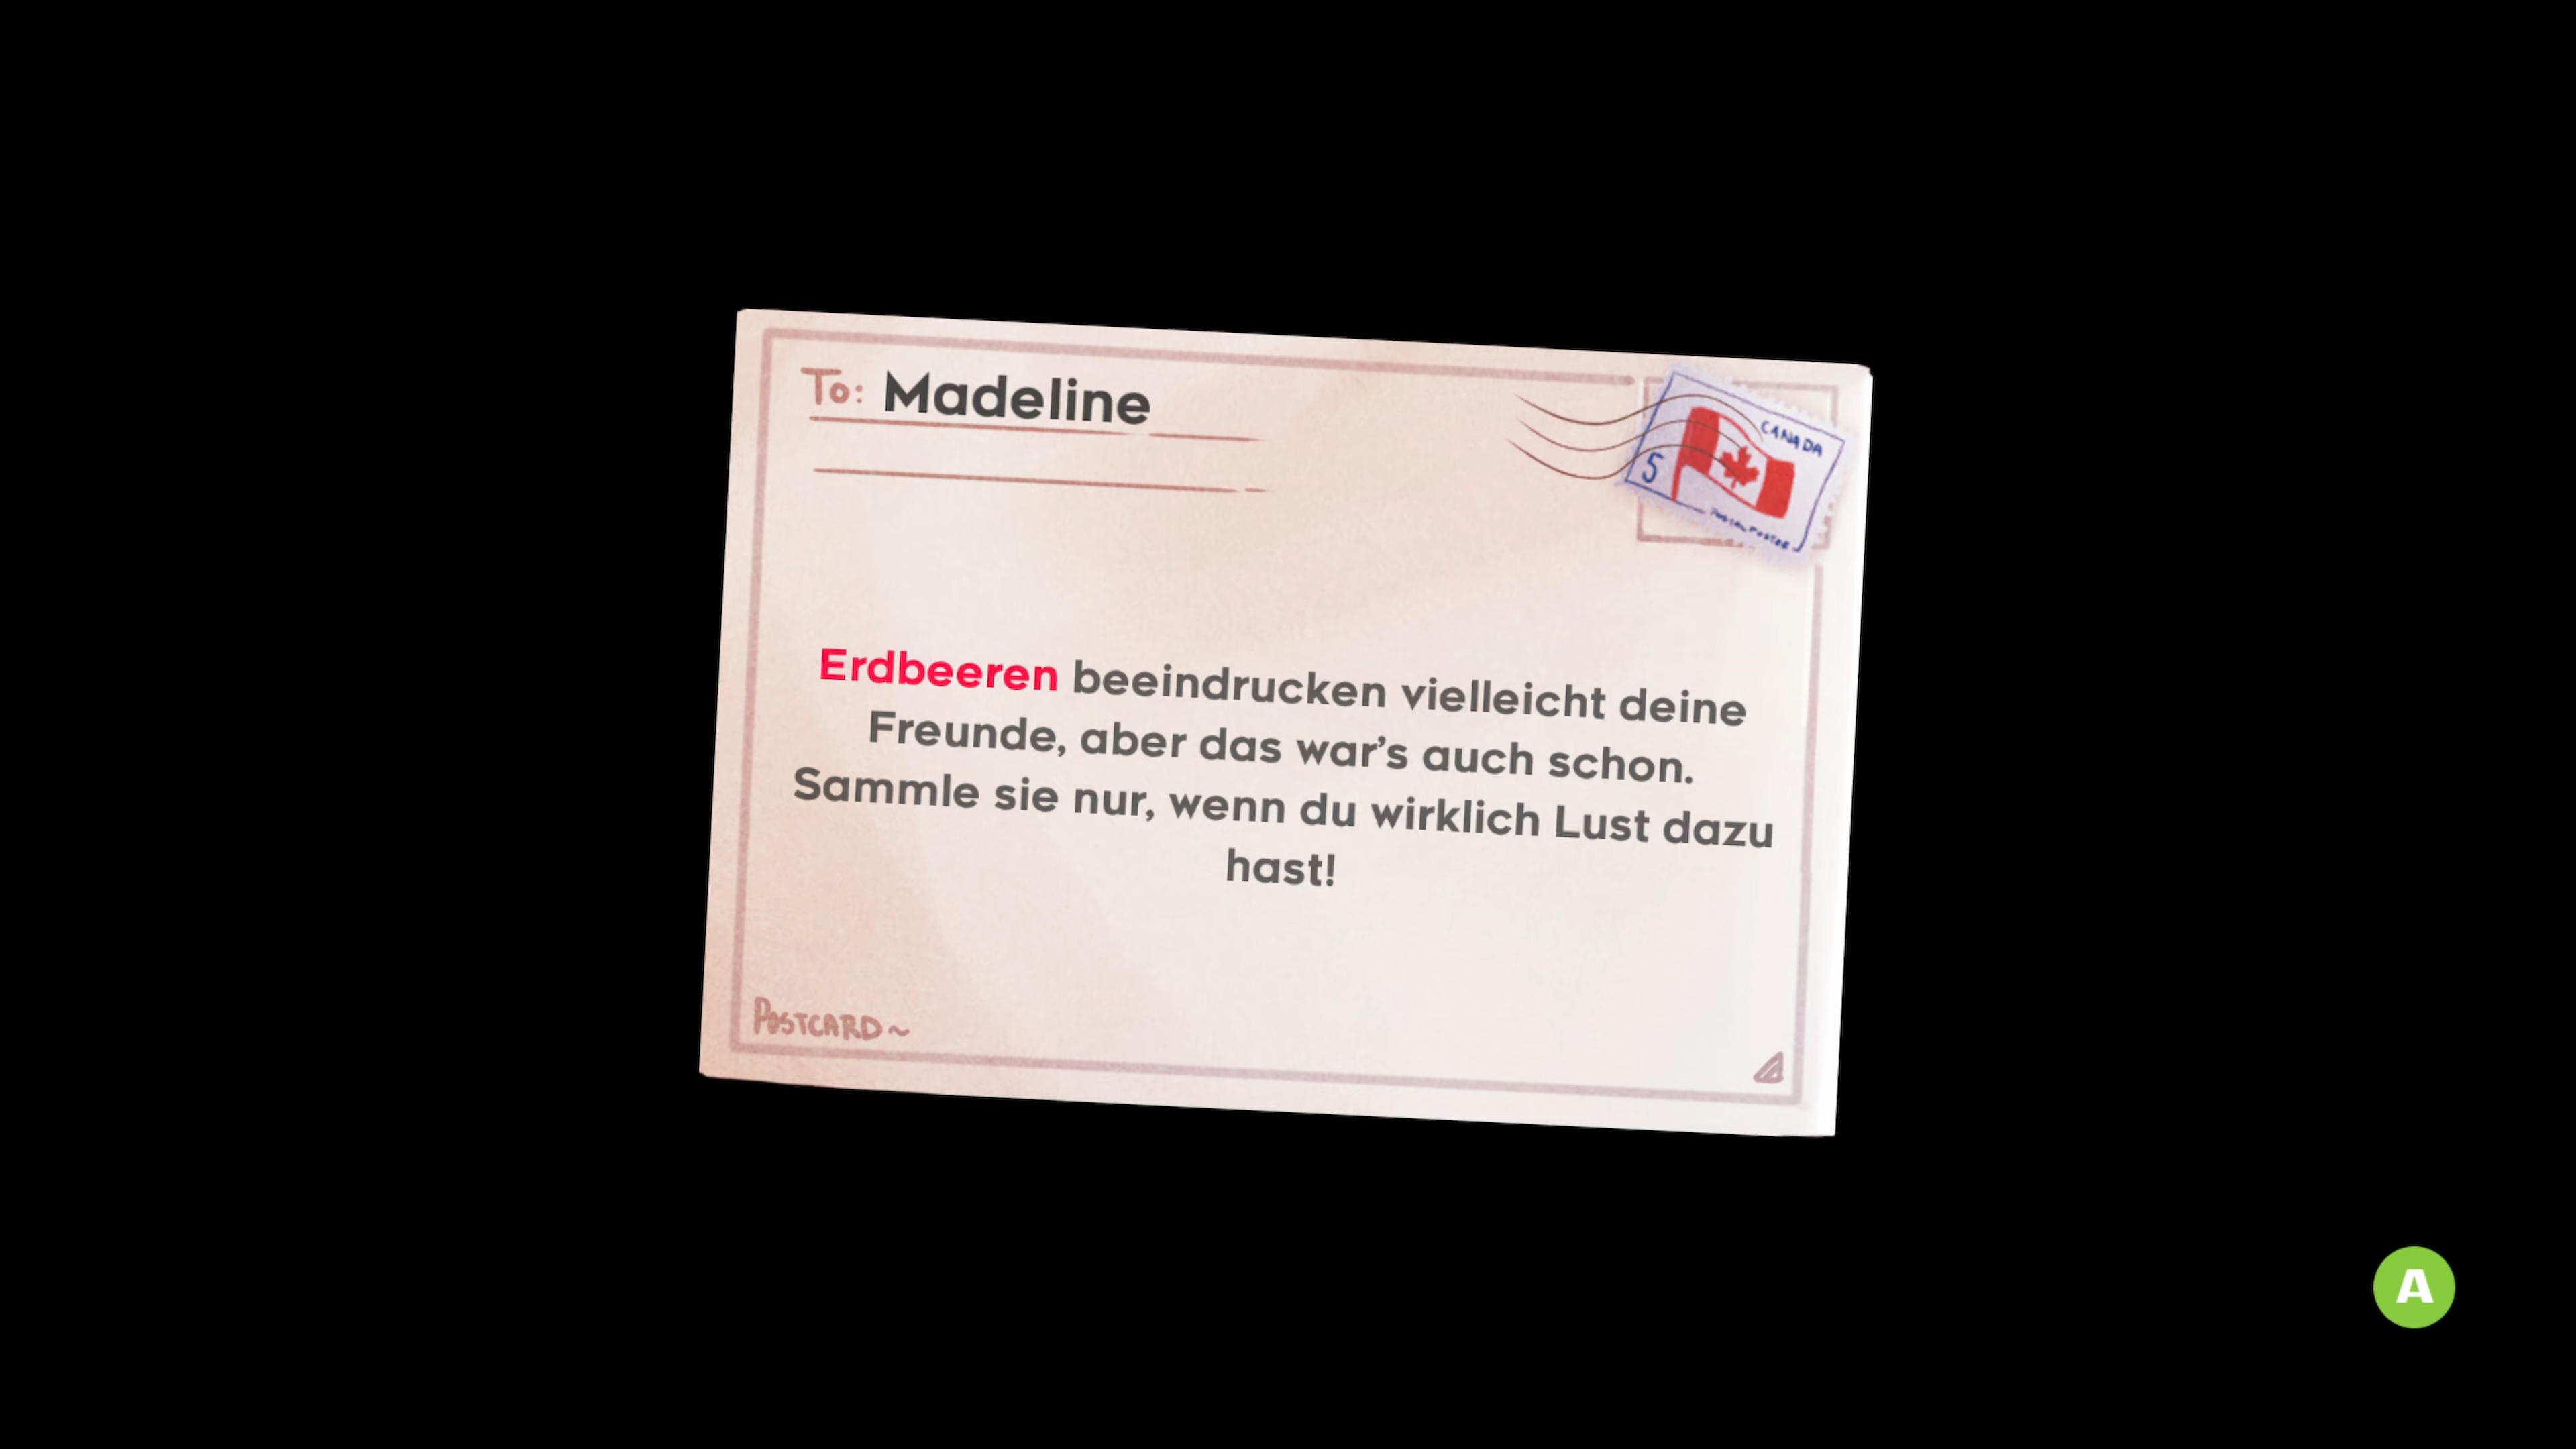 To: Madeline
CANADA
5
Erdbeeren beeindrucken vielleicht deine
Freunde, aber das war’s auch schon.
Sammle sie nur, wenn du wirklich Lust dazu
hast!
POSTCARD~
A